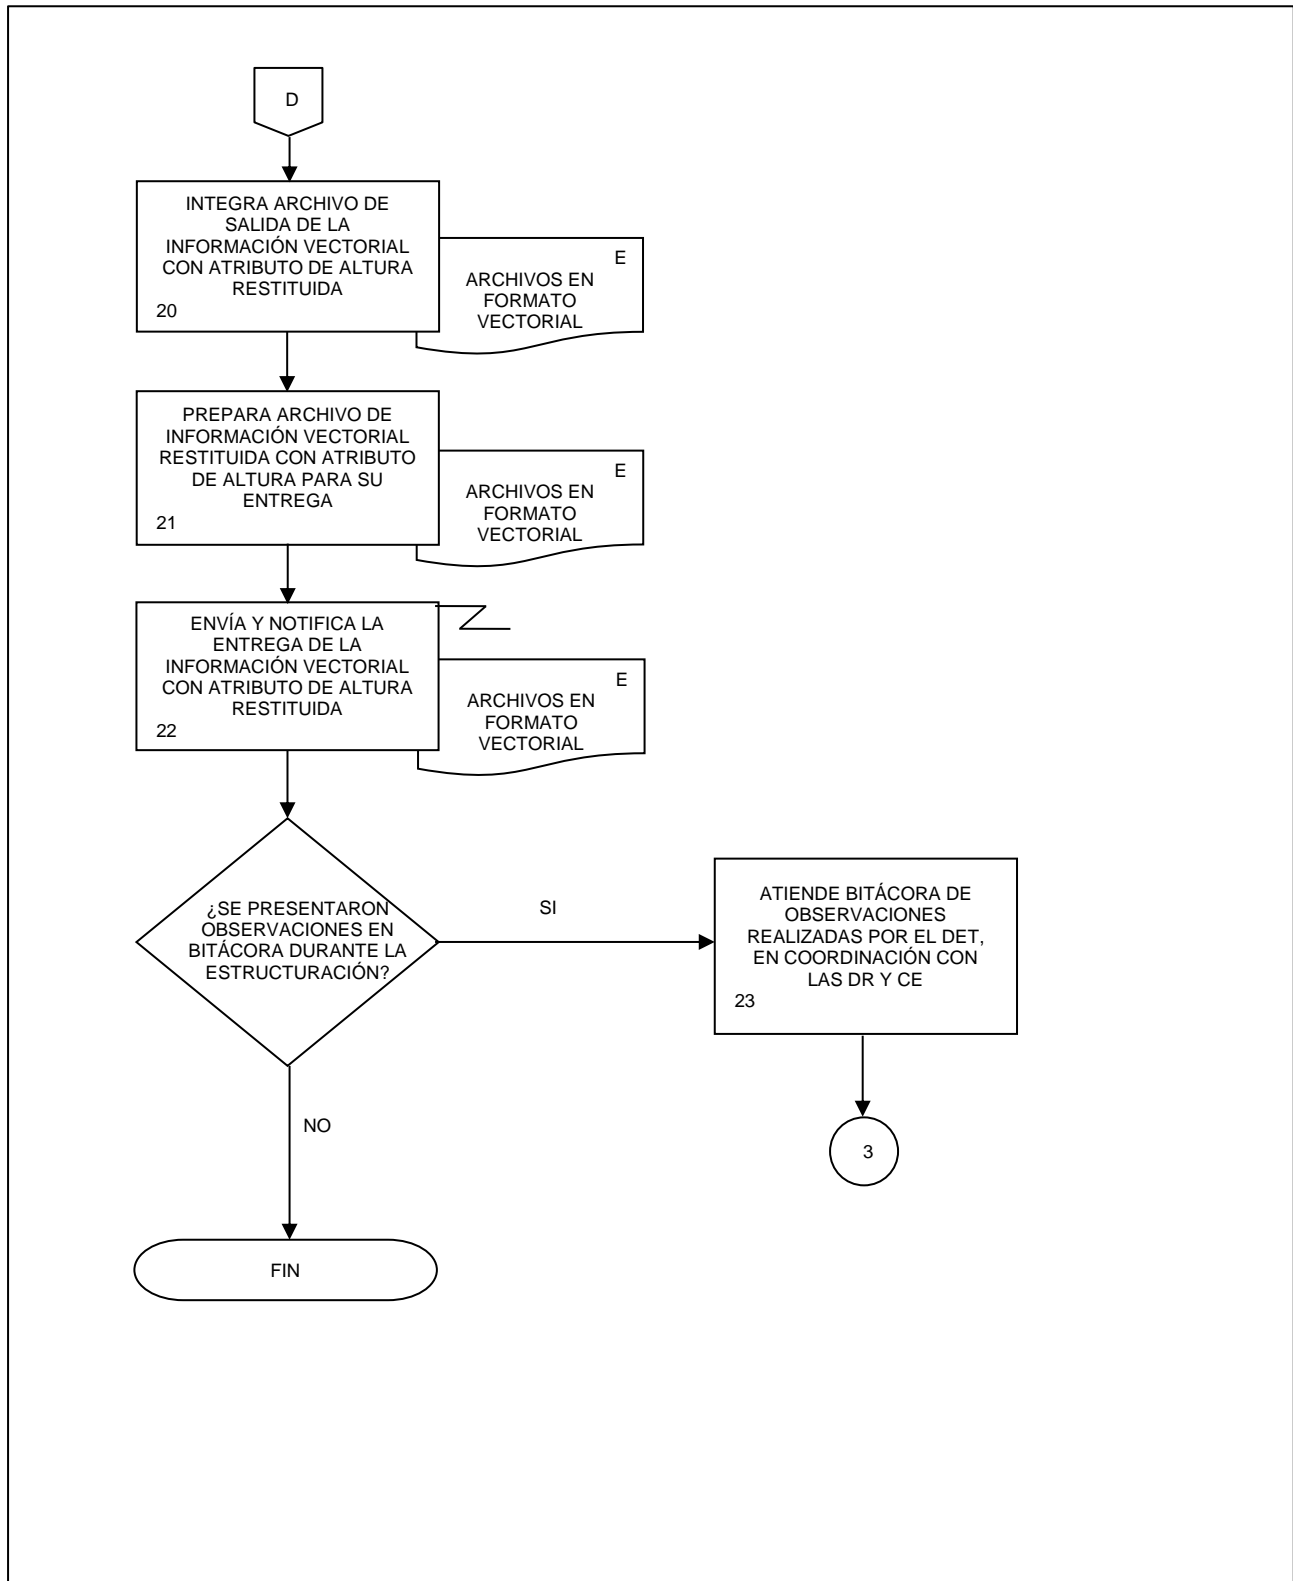 D
INTEGRA ARCHIVO DE
SALIDA DE LA
INFORMACIÓN VECTORIAL
CON ATRIBUTO DE ALTURA
RESTITUIDA
20
E
ARCHIVOS EN
FORMATO
VECTORIAL
PREPARA ARCHIVO DE
INFORMACIÓN VECTORIAL
RESTITUIDA CON ATRIBUTO
DE ALTURA PARA SU
ENTREGA
21
E
ARCHIVOS EN
FORMATO
VECTORIAL
ENVÍA Y NOTIFICA LA
ENTREGA DE LA
INFORMACIÓN VECTORIAL
CON ATRIBUTO DE ALTURA
RESTITUIDA
22
E
ARCHIVOS EN
FORMATO
VECTORIAL
¿SE PRESENTARON
OBSERVACIONES EN
BITÁCORA DURANTE LA
ESTRUCTURACIÓN?
SI
ATIENDE BITÁCORA DE
OBSERVACIONES
REALIZADAS POR EL DET,
EN COORDINACIÓN CON
LAS DR Y CE
23
3
NO
FIN